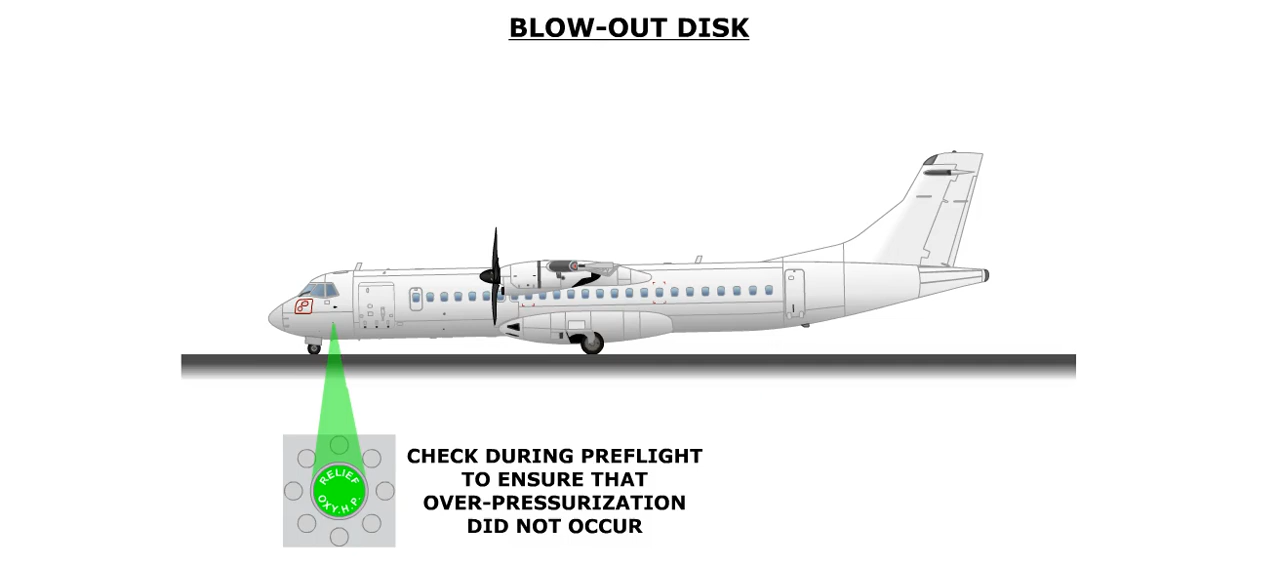 BLOW-OUT DISK
RELIEF
OXY.H.P.
CHECK DURING PREFLIGHT
TO ENSURE THAT
OVER-PRESSURIZATION
DID NOT OCCUR